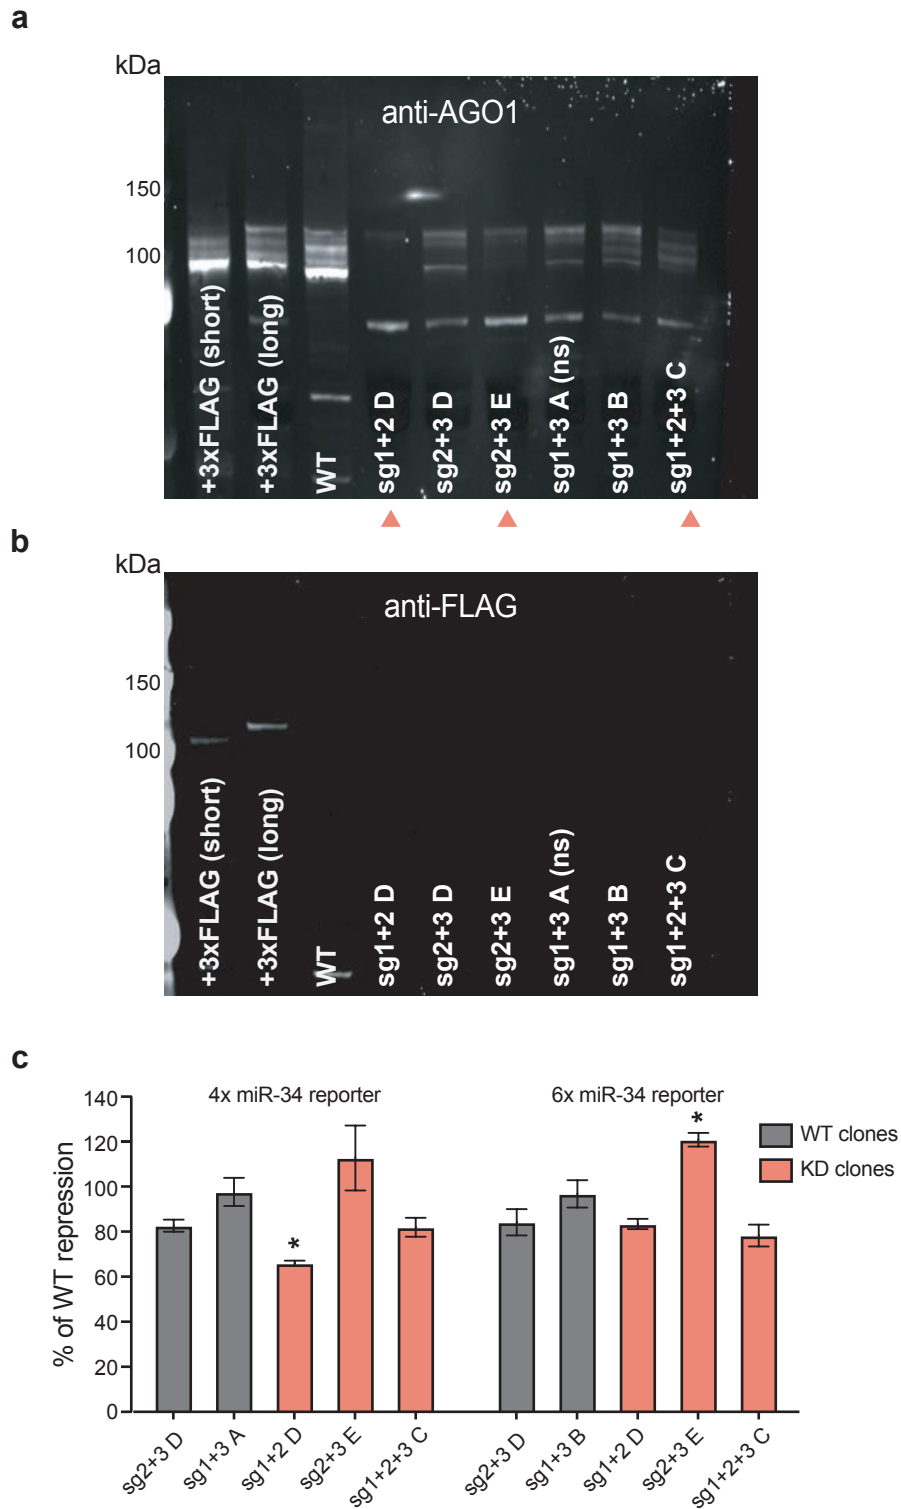 a
kDa
anti-AGO1
150
100
+3xFLAG (short)
+3xFLAG (long)
WT
sg1+2 D
sg2+3 D
sg2+3 E
sg1+3 A (ns)
sg1+3 B
sg1+2+3 C
b
kDa
anti-FLAG
150
100
+3xFLAG (short)
+3xFLAG (long)
WT
sg1+2 D
sg2+3 D
sg2+3 E
sg1+3 A (ns)
sg1+3 B
sg1+2+3 C
c
4x miR-34 reporter
6x miR-34 reporter
% of WT repression
140
120
100
80
60
40
20
0
*
*
WT clones
KD clones
sg2+3 D
sg1+3 A
sg1+2 D
sg2+3 E
sg1+2+3 C
sg2+3 D
sg1+3 B
sg1+2 D
sg2+3 E
sg1+2+3 C